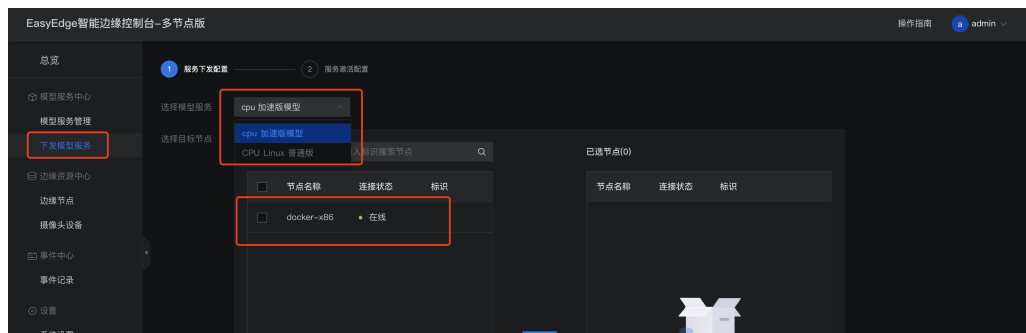 EasyEdge智能边缘控制台-多节点版
操作指南
a admin
总览
1 服务下发配置
2 服务激活配置
模型服务中心
选择模型服务
cpu 加速版模型
模型服务管理
下发模型服务
选择目标节点
cpu 加速版模型
CPU Linux 普通版
入标识搜索节点
已选节点(0)
边缘资源中心
节点名称 连接状态 标识
节点名称 连接状态 标识
边缘节点
docker-x86 在线
摄像头设备
事件中心
事件记录
设置